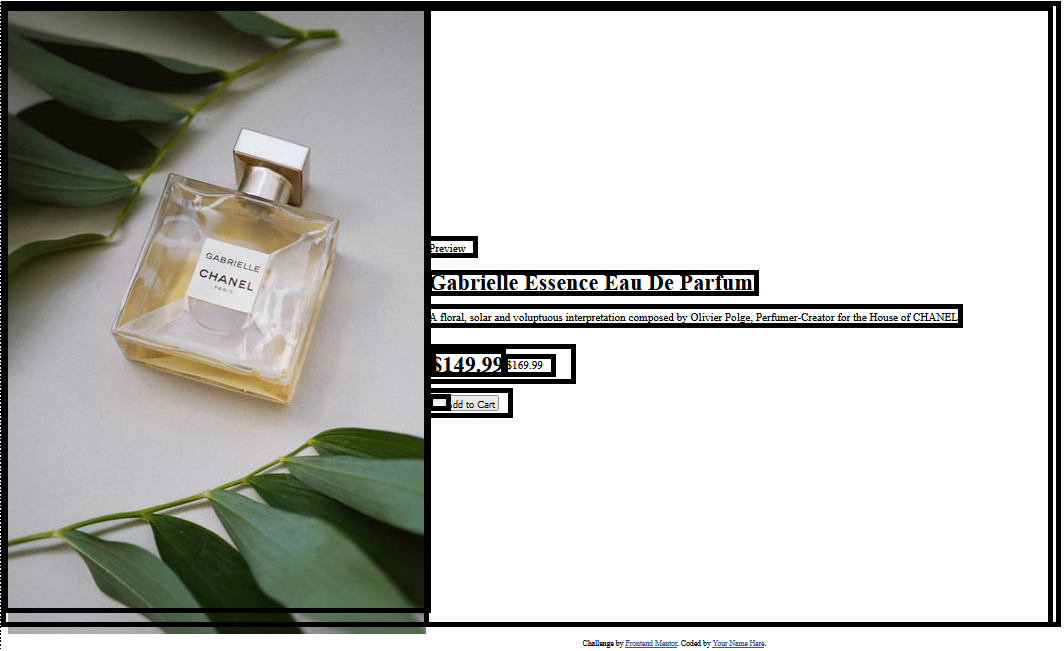 GABRIELLE
CHANEL
PARIS
Preview
Gabrielle Essence Eau De Parfum
A floral, solar and voluptuous interpretation composed by Olivier Polge, Perfumer-Creator for the House of CHANEL
$149.99 $169.99
Add to Cart
Challenge by Frontend Mentor. Coded by Your Name Here.